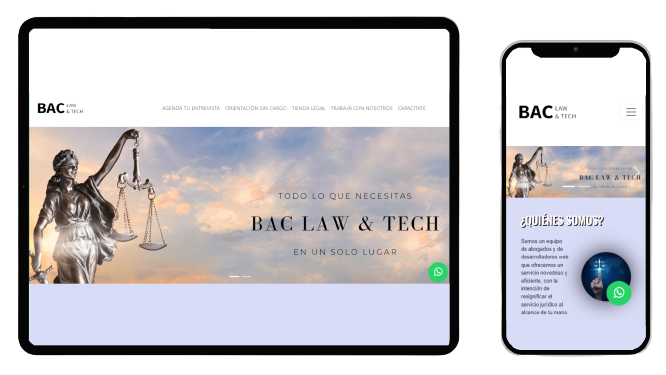 BAC LAW
& TECH
AGENDÁ TU ENTREVISTA ORIENTACIÓN SIN CARGO TIENDA LEGAL TRABAJÁ CON NOSOTROS CAPACITATE
TODO LO QUE NECESITAS
BAC LAW & TECH
EN UN SOLO LUGAR
BAC LAW
& TECH
BAC LAW & TECH
¿QUIÉNES SOMOS?
Somos un equipo
de abogados y de
desarrolladores web
que ofrecemos un
servicio novedoso y
eficiente, con la
intención de
resignificar el
servicio jurídico al
alcance de tu mano.